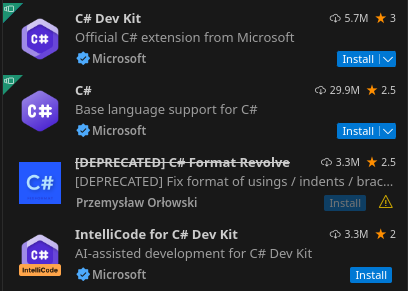 C# Dev Kit 5.7M ★ 3
Official C# extension from Microsoft
Microsoft Install
C# 29.9M ★ 2.5
Base language support for C#
Microsoft Install
[DEPRECATED] C# Format Revolve 3.3M ★ 2.5
[DEPRECATED] Fix format of usings / indents / brac...
Przemysław Orłowski Install
IntelliCode for C# Dev Kit 3.3M ★ 2
AI-assisted development for C# Dev Kit
Microsoft Install
C#
C#
C#
C#
IntelliCode